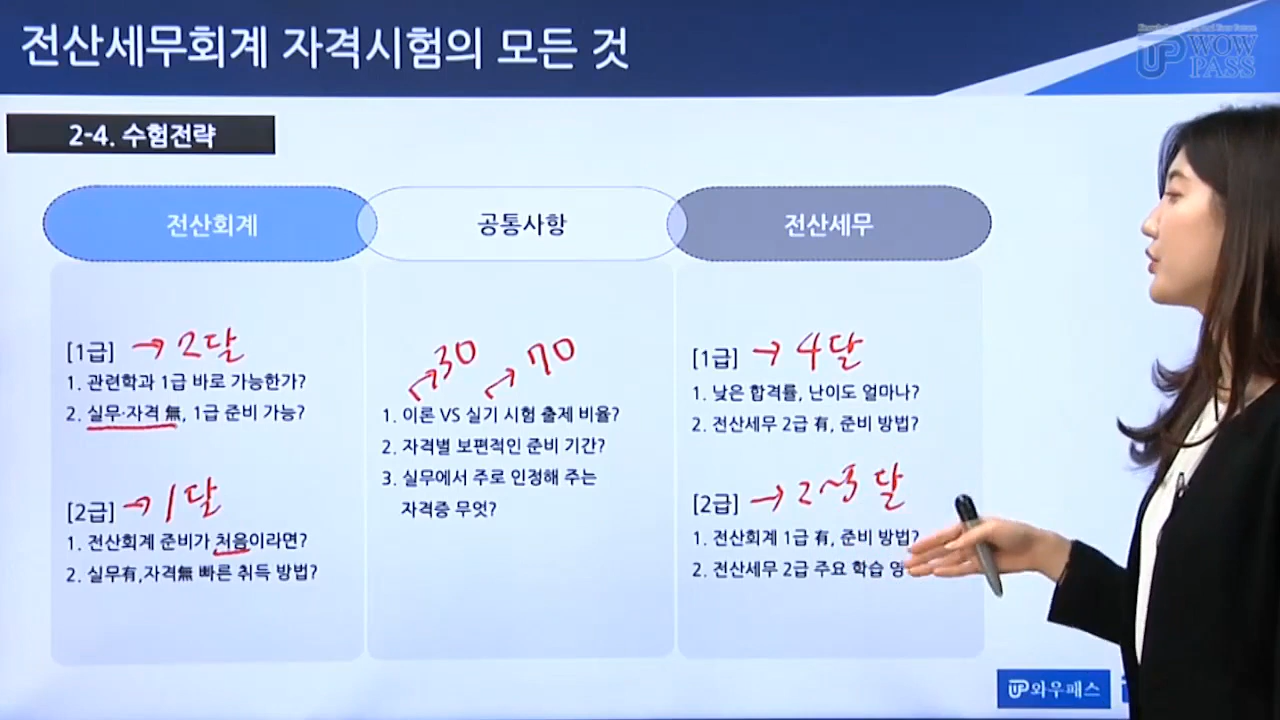 전산세무회계 자격시험의 모든 것
UP WOW PASS
2-4. 수험전략
전산회계
[1급] → 2달
1. 관련학과 1급 바로 가능한가?
2. 실무·자격 無, 1급 준비 가능?
[2급] → 1달
1. 전산회계 준비가 처음이라면?
2. 실무有,자격無 빠른 취득 방법?
공통사항
30 70
1. 이론 VS 실기 시험 출제 비율?
2. 자격별 보편적인 준비 기간?
3. 실무에서 주로 인정해 주는
자격증 무엇?
전산세무
[1급] → 4달
1. 낮은 합격률, 난이도 얼마나?
2. 전산세무 2급 有, 준비 방법?
[2급] → 2~3달
1. 전산회계 1급 有, 준비 방법?
2. 전산세무 2급 주요 학습
UP 와우패스